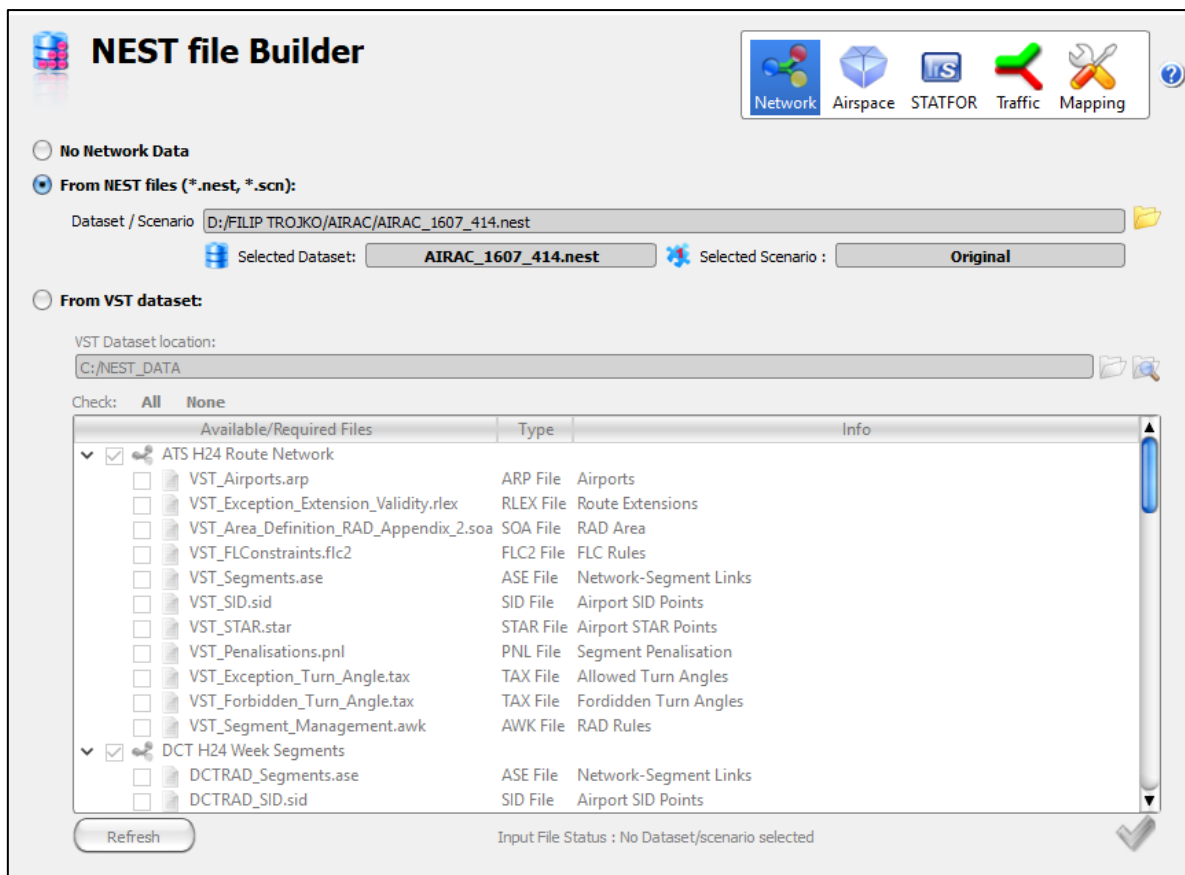 NEST file Builder
Network Airspace STATFOR Traffic Mapping
No Network Data
From NEST files (*.nest, *.scn):
Dataset / Scenario D:/FILIP TROJKO/AIRAC/AIRAC_1607_414.nest
Selected Dataset: AIRAC_1607_414.nest Selected Scenario : Original
From VST dataset:
VST Dataset location:
C:/NEST_DATA
Check: All None
Available/Required Files Type Info
ATS H24 Route Network
VST_Airports.arp ARP File Airports
VST_Exception_Extension_Validity.rlex RLEX File Route Extensions
VST_Area_Definition_RAD_Appendix_2.soa SOA File RAD Area
VST_FLConstraints.flc2 FLC2 File FLC Rules
VST_Segments.ase ASE File Network-Segment Links
VST_SID.sid SID File Airport SID Points
VST_STAR.star STAR File Airport STAR Points
VST_Penalisations.pnl PNL File Segment Penalisation
VST_Exception_Turn_Angle.tax TAX File Allowed Turn Angles
VST_Forbidden_Turn_Angle.tax TAX File Fordidden Turn Angles
VST_Segment_Management.awk AWK File RAD Rules
DCT H24 Week Segments
DCTRAD_Segments.ase ASE File Network-Segment Links
DCTRAD_SID.sid SID File Airport SID Points
Refresh Input File Status : No Dataset/scenario selected